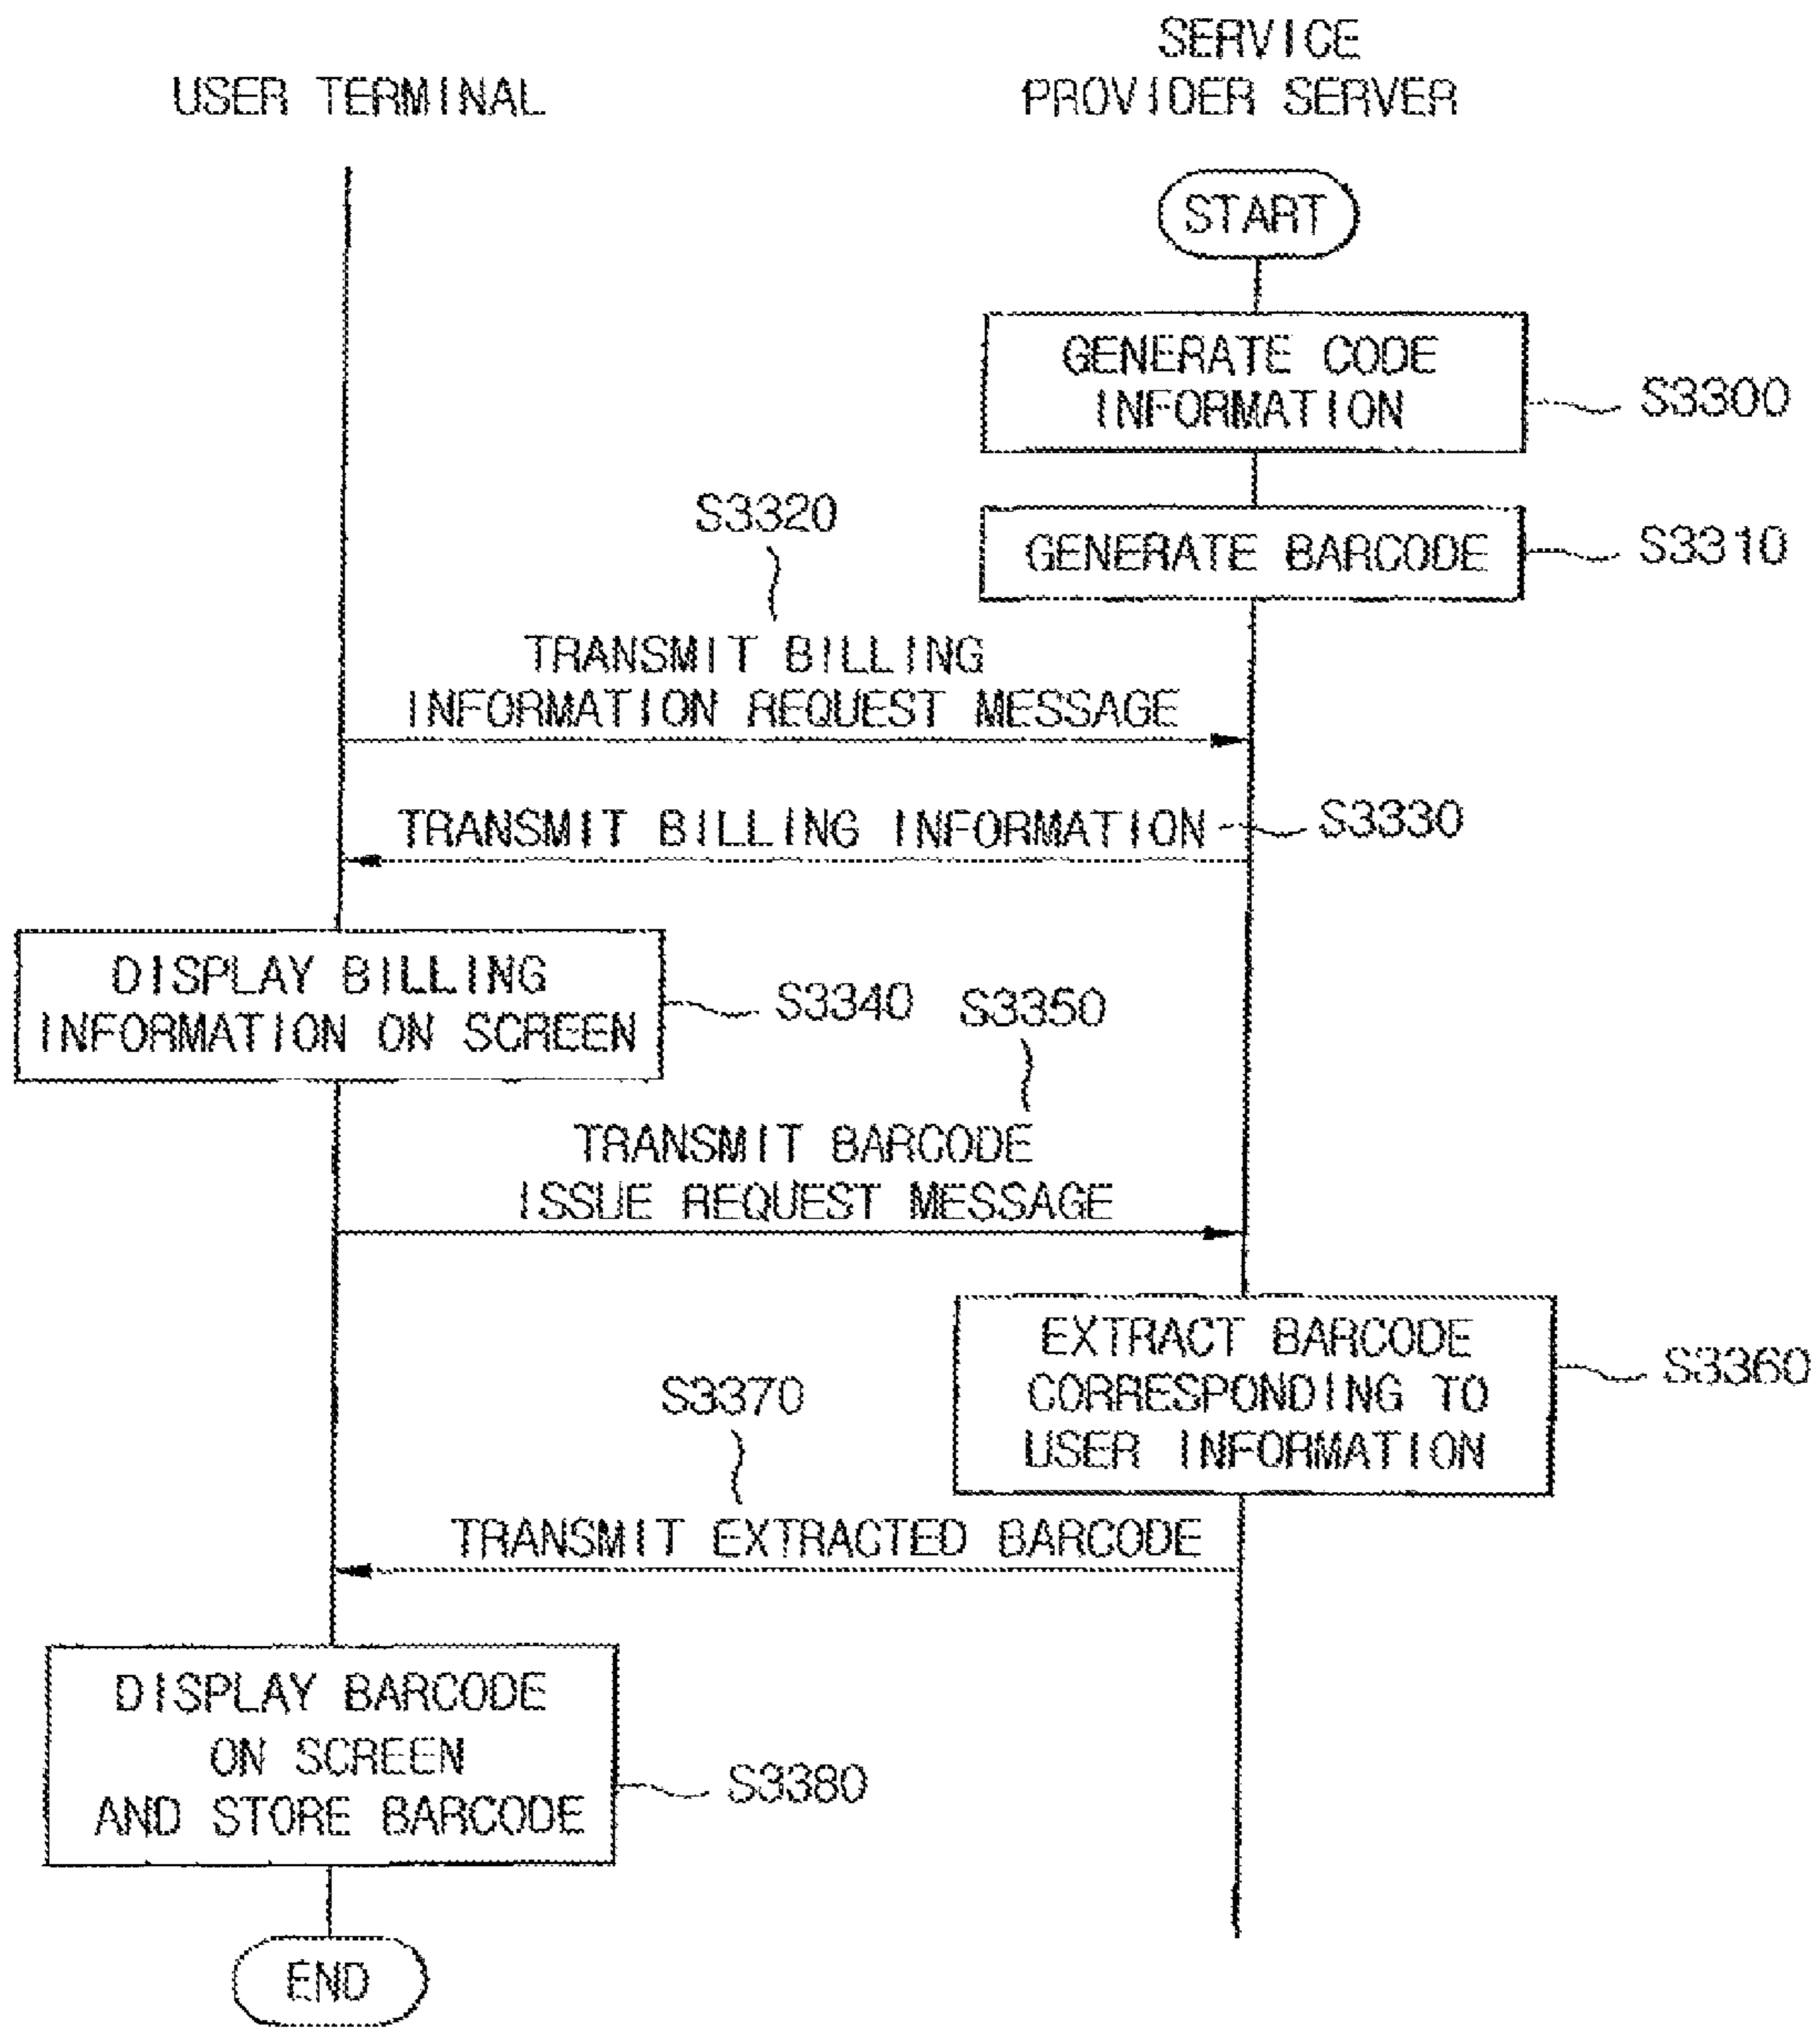 USER TERMINAL
SERVICE
PROVIDER SERVER
START
GENERATE CODE
INFORMATION
S3300
S3320
GENERATE BARCODE
S3310
TRANSMIT BILLING
INFORMATION REQUEST MESSAGE
TRANSMIT BILLING INFORMATION
S3330
DISPLAY BILLING
INFORMATION ON SCREEN
S3340
S3350
TRANSMIT BARCODE
ISSUE REQUEST MESSAGE
EXTRACT BARCODE
CORRESPONDING TO
USER INFORMATION
S3360
S3370
TRANSMIT EXTRACTED BARCODE
DISPLAY BARCODE
ON SCREEN
AND STORE BARCODE
S3380
END